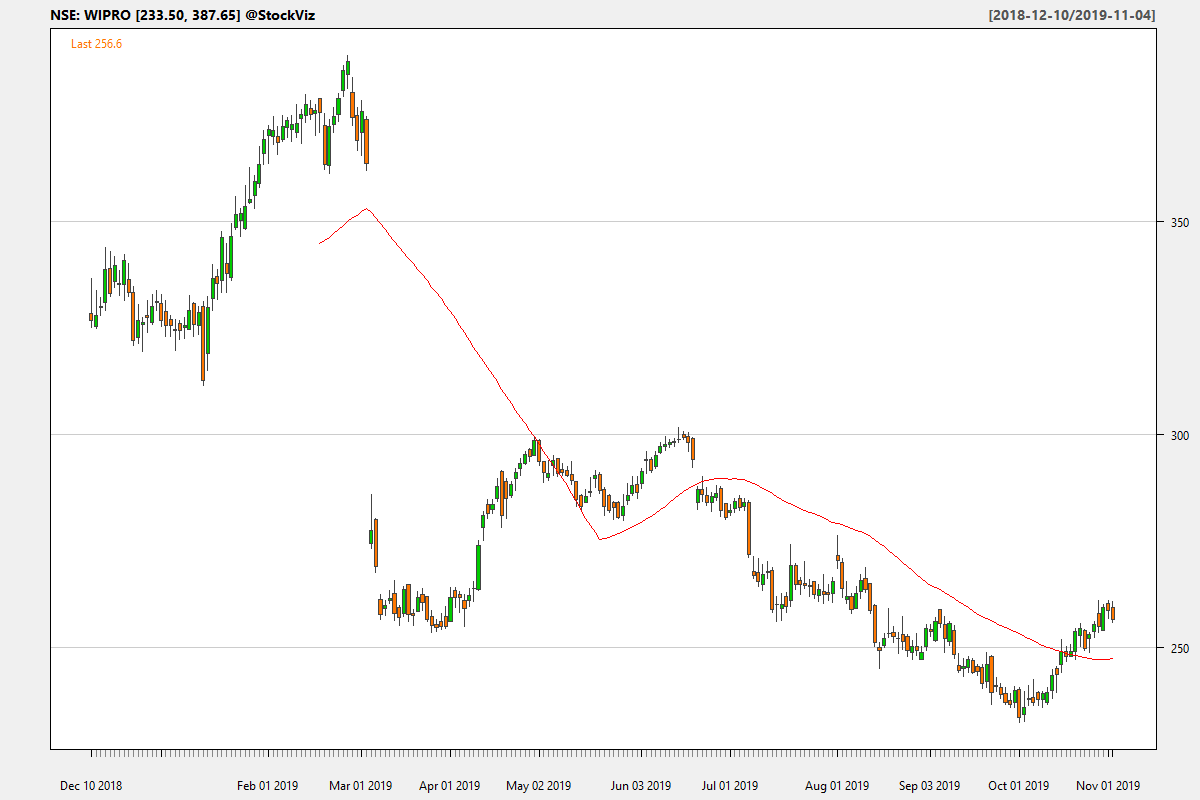 NSE: WIPRO [233.50, 387.65] @StockViz [2018-12-10/2019-11-04]
Last 256.6
350
300
250
Dec 10 2018 Feb 01 2019 Mar 01 2019 Apr 01 2019 May 02 2019 Jun 03 2019 Jul 01 2019 Aug 01 2019 Sep 03 2019 Oct 01 2019 Nov 01 2019